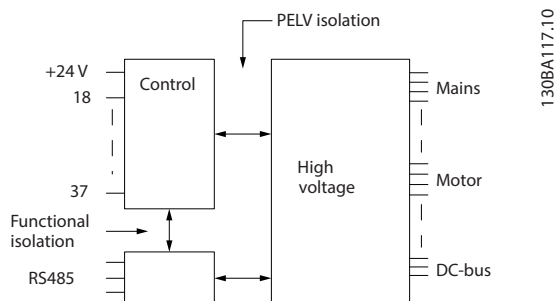 PELV isolation
130BA117.10
+24 V
Control
Mains
18
High
voltage
Motor
37
Functional
isolation
RS485
DC-bus